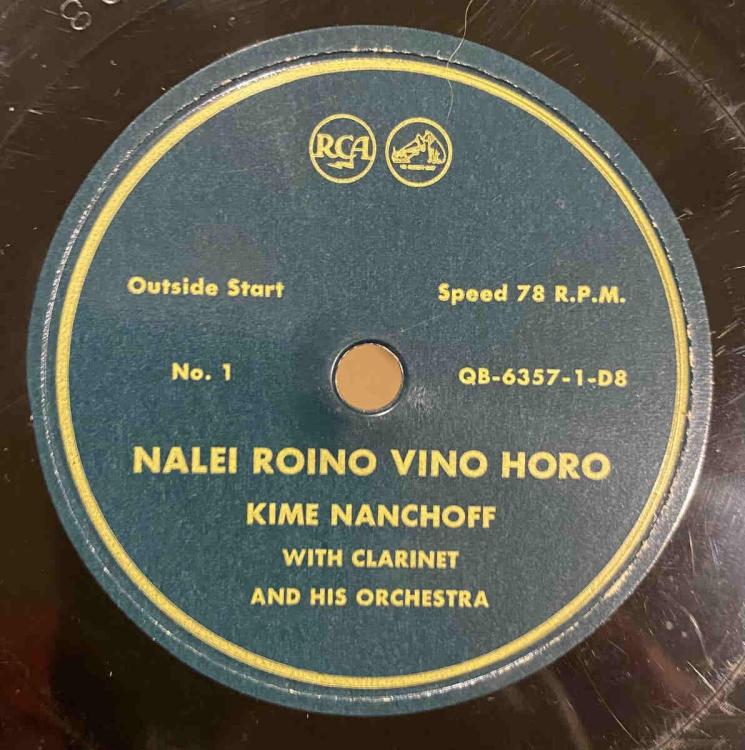 RCA
Outside Start
Speed 78 R.P.M.
No. 1
QB-6357-1-D8
NALEI ROINO VINO HORO
KIME NANCHOFF
WITH CLARINET
AND HIS ORCHESTRA